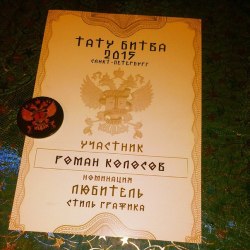 ТАТУ БИТВА
2015
САНКТ-ПЕТЕРБУРГ
УЧАСТНИК
РОМАН КОЛОСОВ
НОМИНАЦИЯ
ЛЮБИТЕЛЬ
СТИЛЬ ГРАФИКА